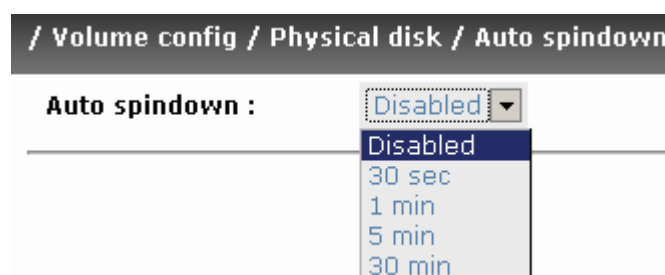 / Volume config / Physical disk / Auto spindown
Auto spindown : Disabled
Disabled
30 sec
1 min
5 min
30 min